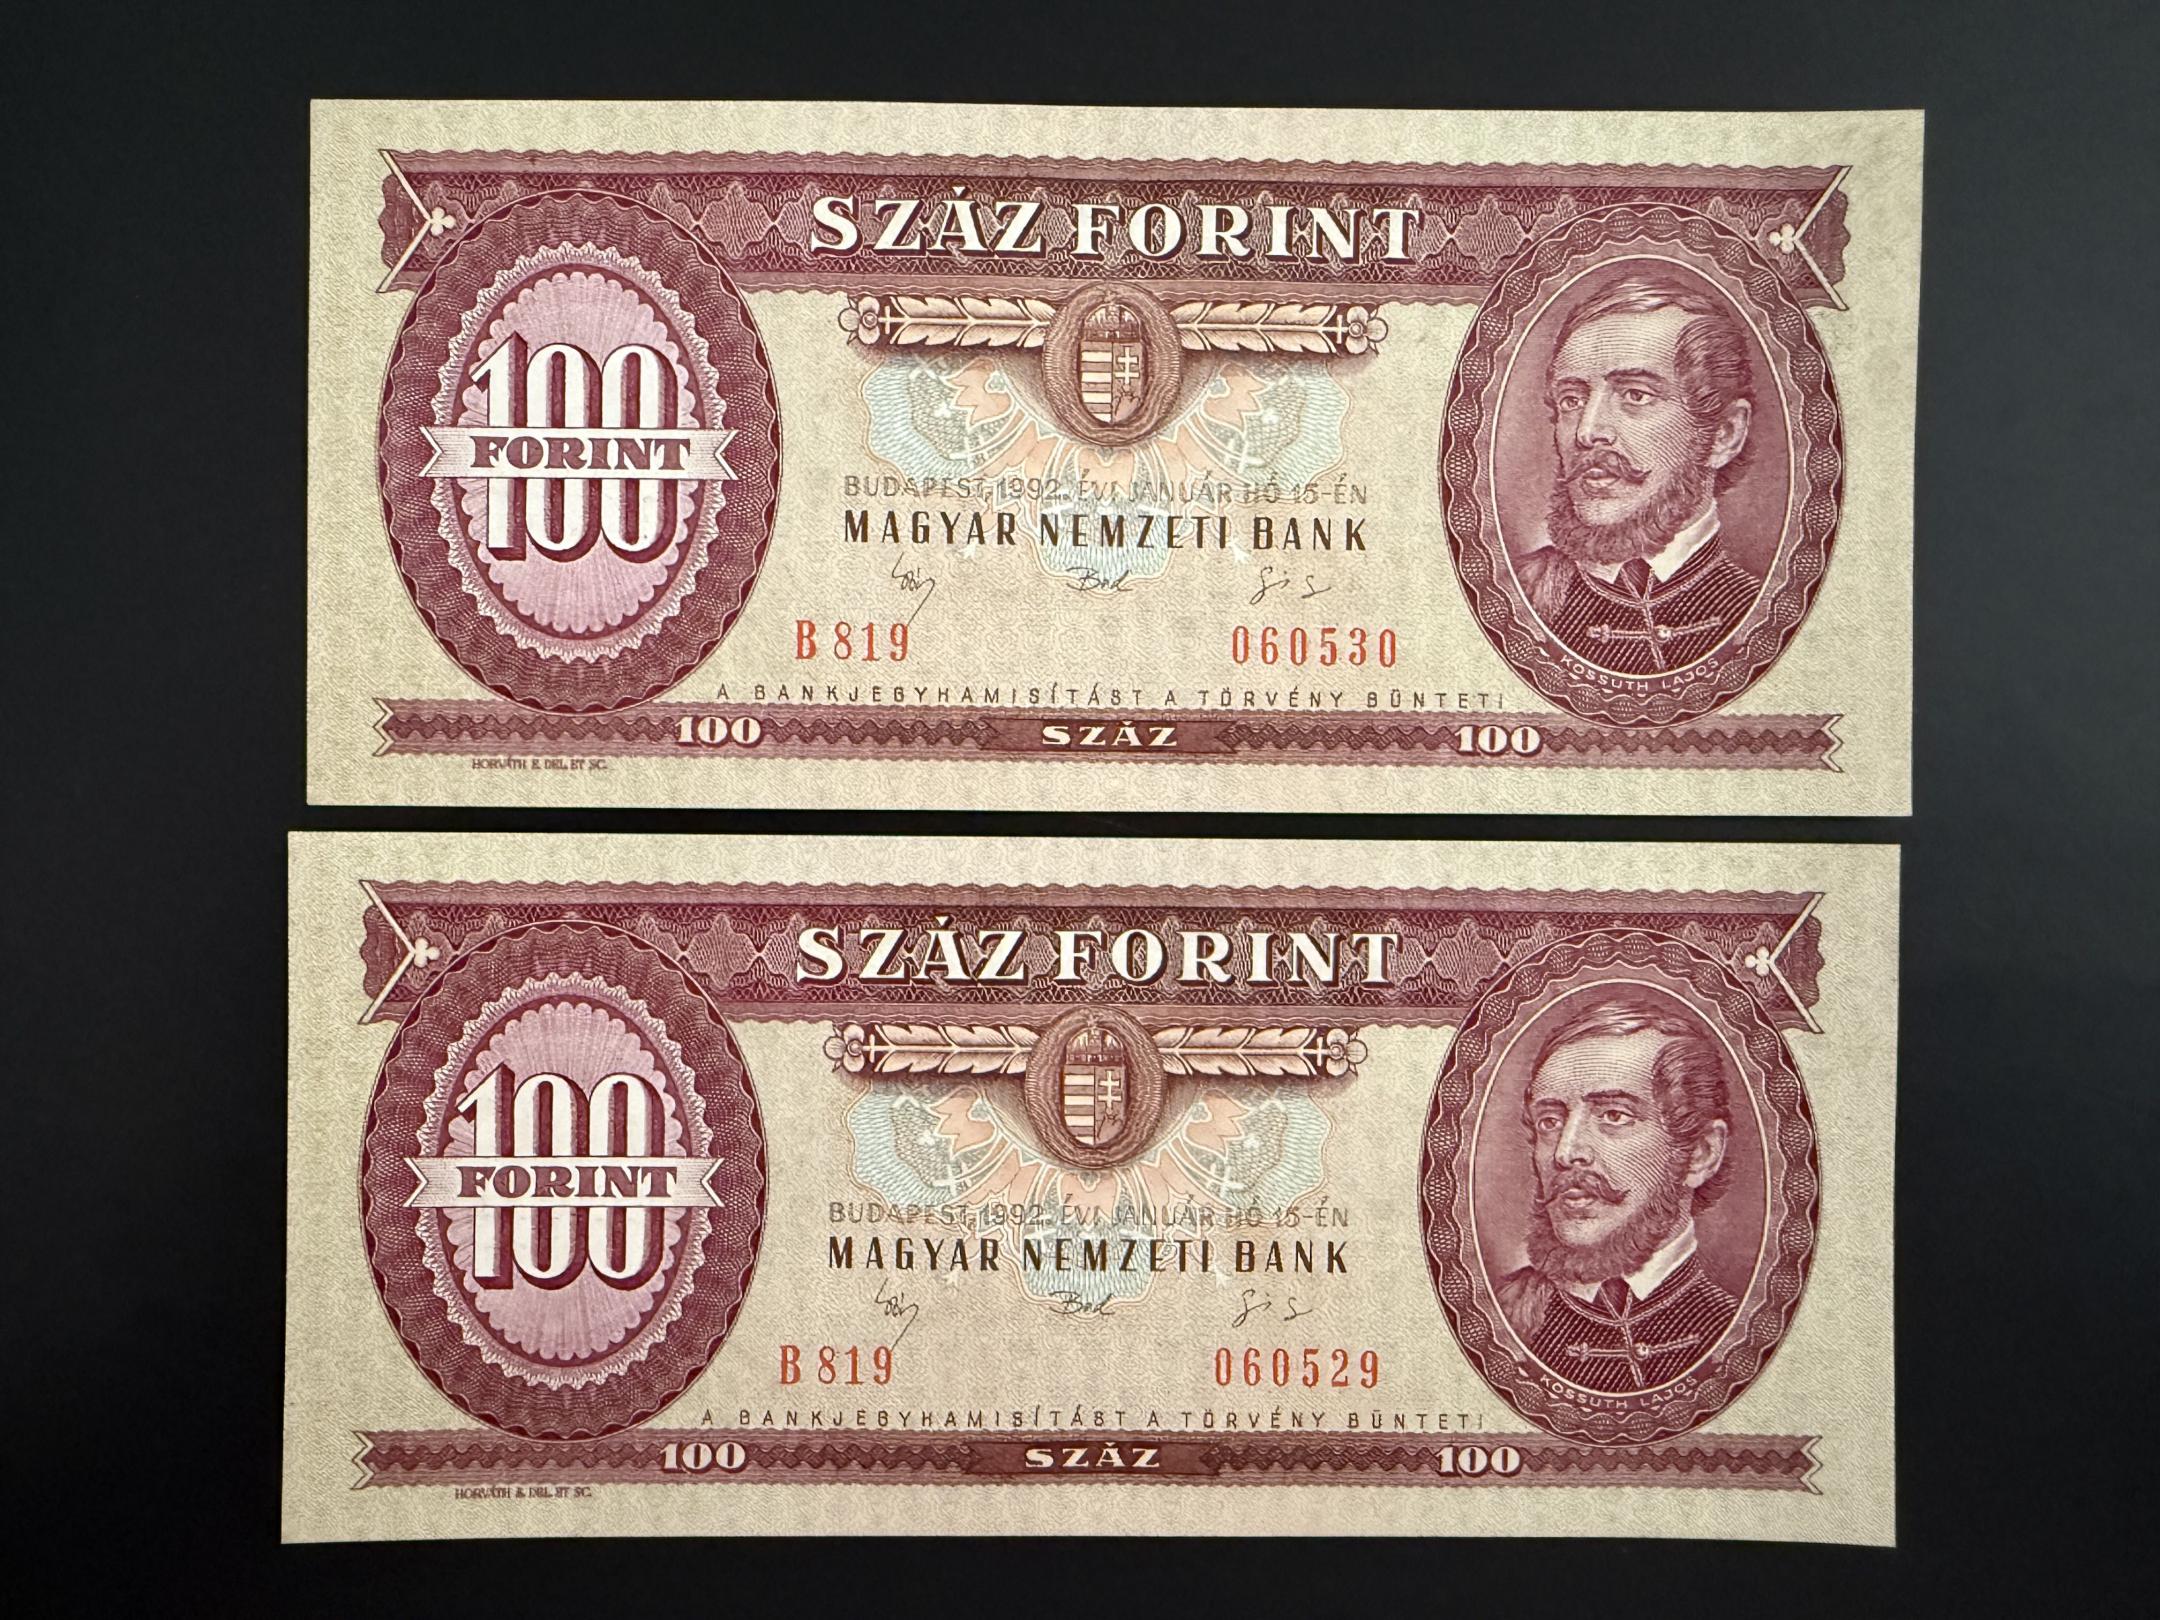 SZÁZ FORINT
100
FORINT
BUDAPEST, 1992. ÉVI JANUÁR HÓ 15-ÉN
MAGYAR NEMZETI BANK
B 819 060530
KOSSUTH LAJOS
A BANKJEGYHAMISÍTÁST A TÖRVÉNY BÜNTETI
100 SZÁZ 100
HORVÁTH E. DEL. ET SC.
SZÁZ FORINT
100
FORINT
BUDAPEST, 1992. ÉVI JANUÁR HÓ 15-ÉN
MAGYAR NEMZETI BANK
B 819 060529
KOSSUTH LAJOS
A BANKJEGYHAMISÍTÁST A TÖRVÉNY BÜNTETI
100 SZÁZ 100
HORVÁTH E. DEL. ET SC.